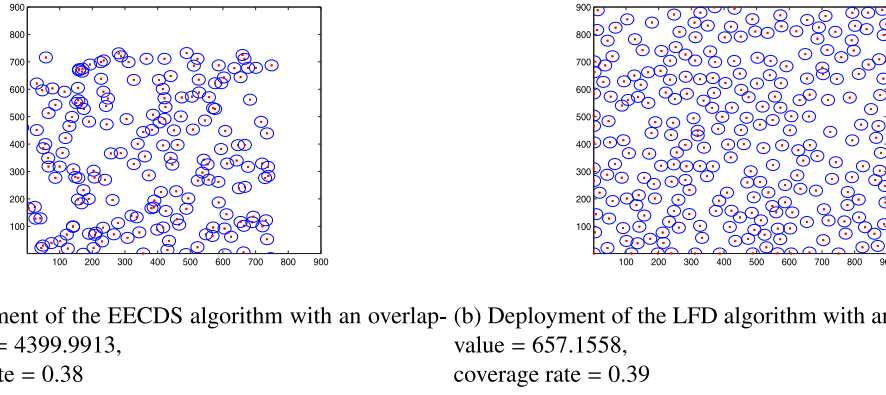 900
800
700
600
500
400
300
200
100
100 200 300 400 500 600 700 800 900
900
800
700
600
500
400
300
200
100
100 200 300 400 500 600 700 800
ment of the EECDS algorithm with an overlap-
= 4399.9913,
te = 0.38
(b) Deployment of the LFD algorithm with an
value = 657.1558,
coverage rate = 0.39